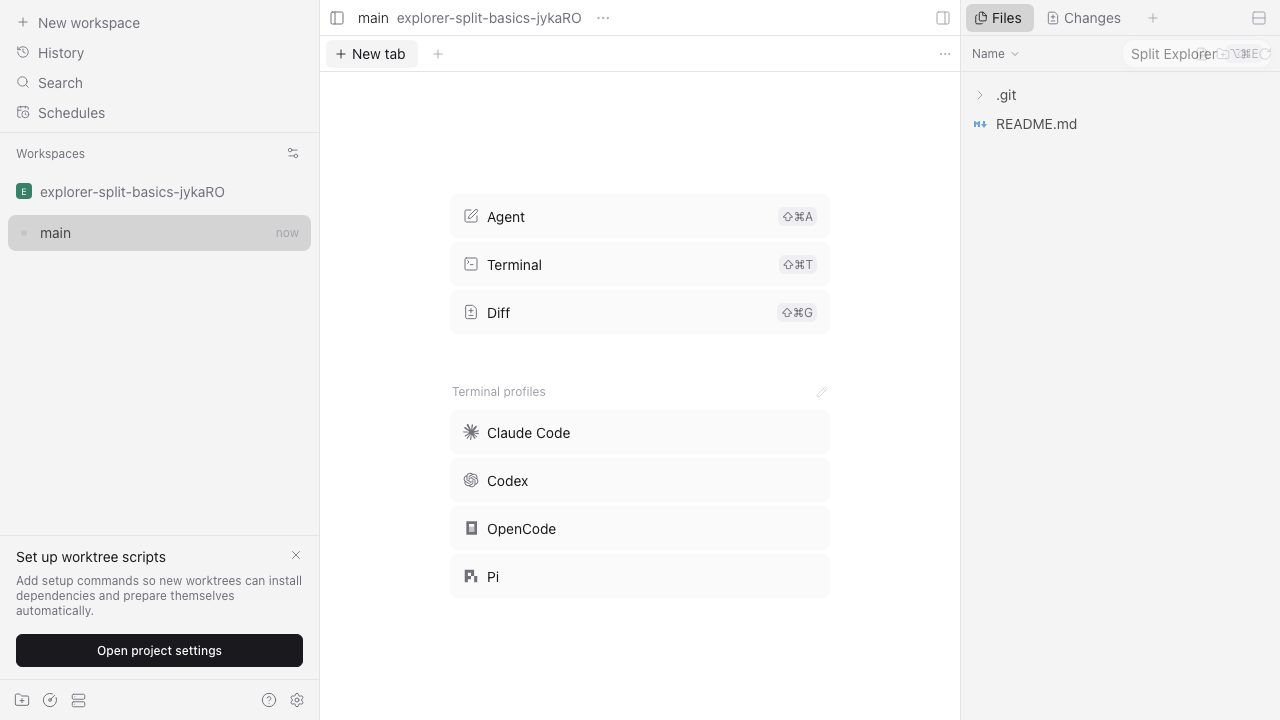 New workspace
History
Search
Schedules
Workspaces
E
explorer-split-basics-jykaRO
main
now
Set up worktree scripts
Add setup commands so new worktrees can install
dependencies and prepare themselves
automatically.
Open project settings
main explorer-split-basics-jykaRO
New tab
Agent ⇧⌘A
Terminal ⇧⌘T
Diff ⇧⌘G
Terminal profiles
Claude Code
Codex
OpenCode
Pi
Files
Changes
Name
Split Explorer
.git
README.md